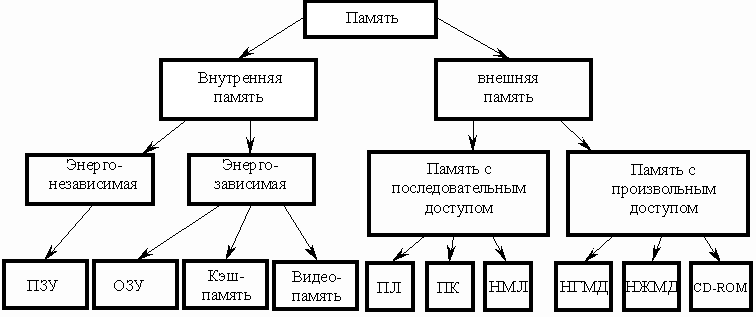 Память
Внутренняя
память
внешняя
память
Энерго-
независимая
Энерго-
зависимая
Память с
последовательным
доступом
Память с
произвольным
доступом
ПЗУ
ОЗУ
Кэш-
память
Видео-
память
ПЛ
ПК
НМЛ
НГМД
НЖМД
CD-ROM